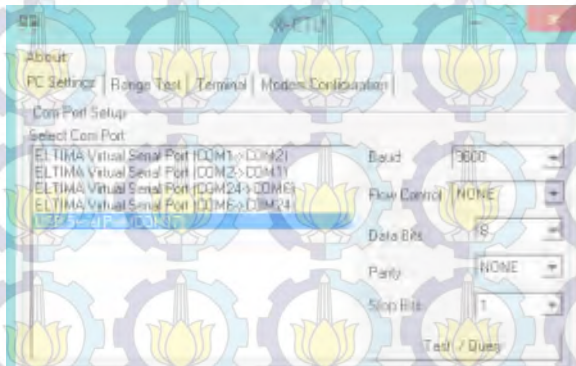 X-CTU
About
PC Settings Range Test Terminal Modem Configuration
Com Port Setup
Select Com Port
ELTIMA Virtual Serial Port (COM1->COM2)
ELTIMA Virtual Serial Port (COM2->COM1)
ELTIMA Virtual Serial Port (COM24->COM6)
ELTIMA Virtual Serial Port (COM6->COM24
USB Serial Port
Baud 9600
Flow Control NONE
Data Bits 8
Parity NONE
Stop Bits 1
Test / Query